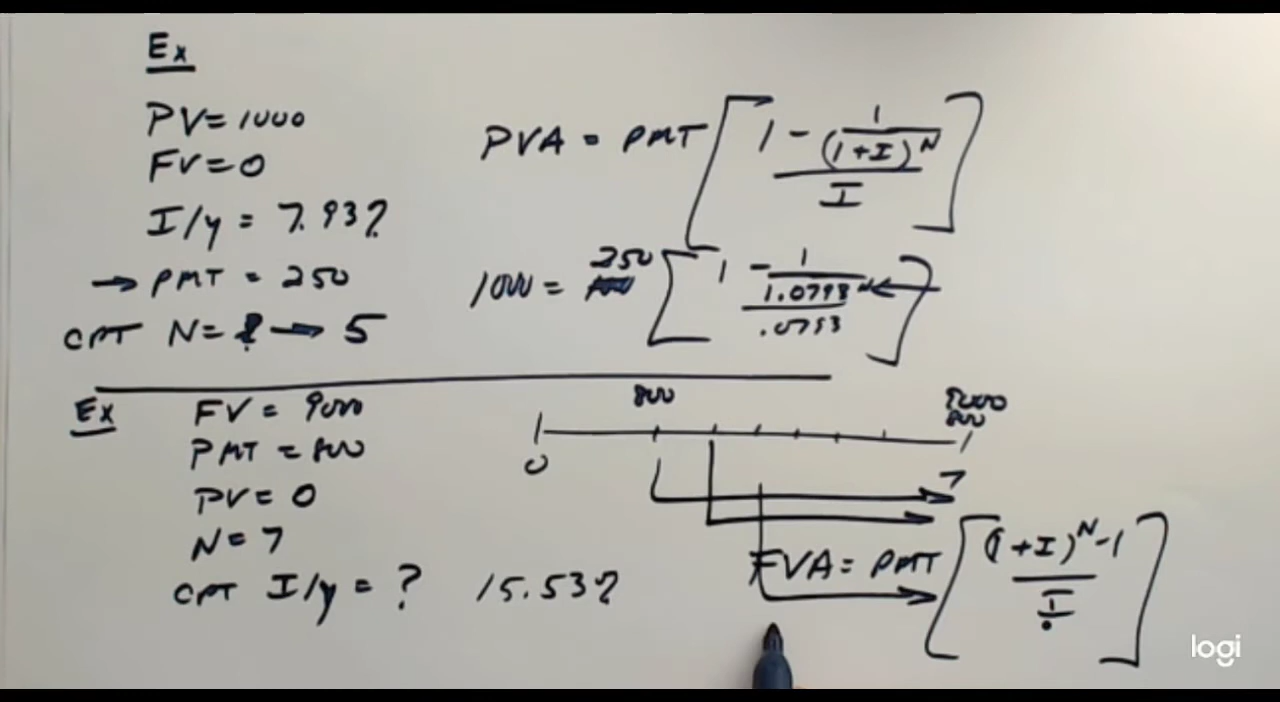 Ex
PV = 1000
FV = 0
I/y = 7.93%
→ PMT = 250
CPT N = ? → 5
PVA = PMT [ 1 - 1/(1+I)^N / I ]
1000 = 250 [ 1 - 1/1.0793^N / .0793 ]
Ex
FV = 9000
PMT = 800
PV = 0
N = 7
CPT I/y = ? 15.53%
800
800
0
7
FVA = PMT [ (1+I)^N - 1 / I ]
logi